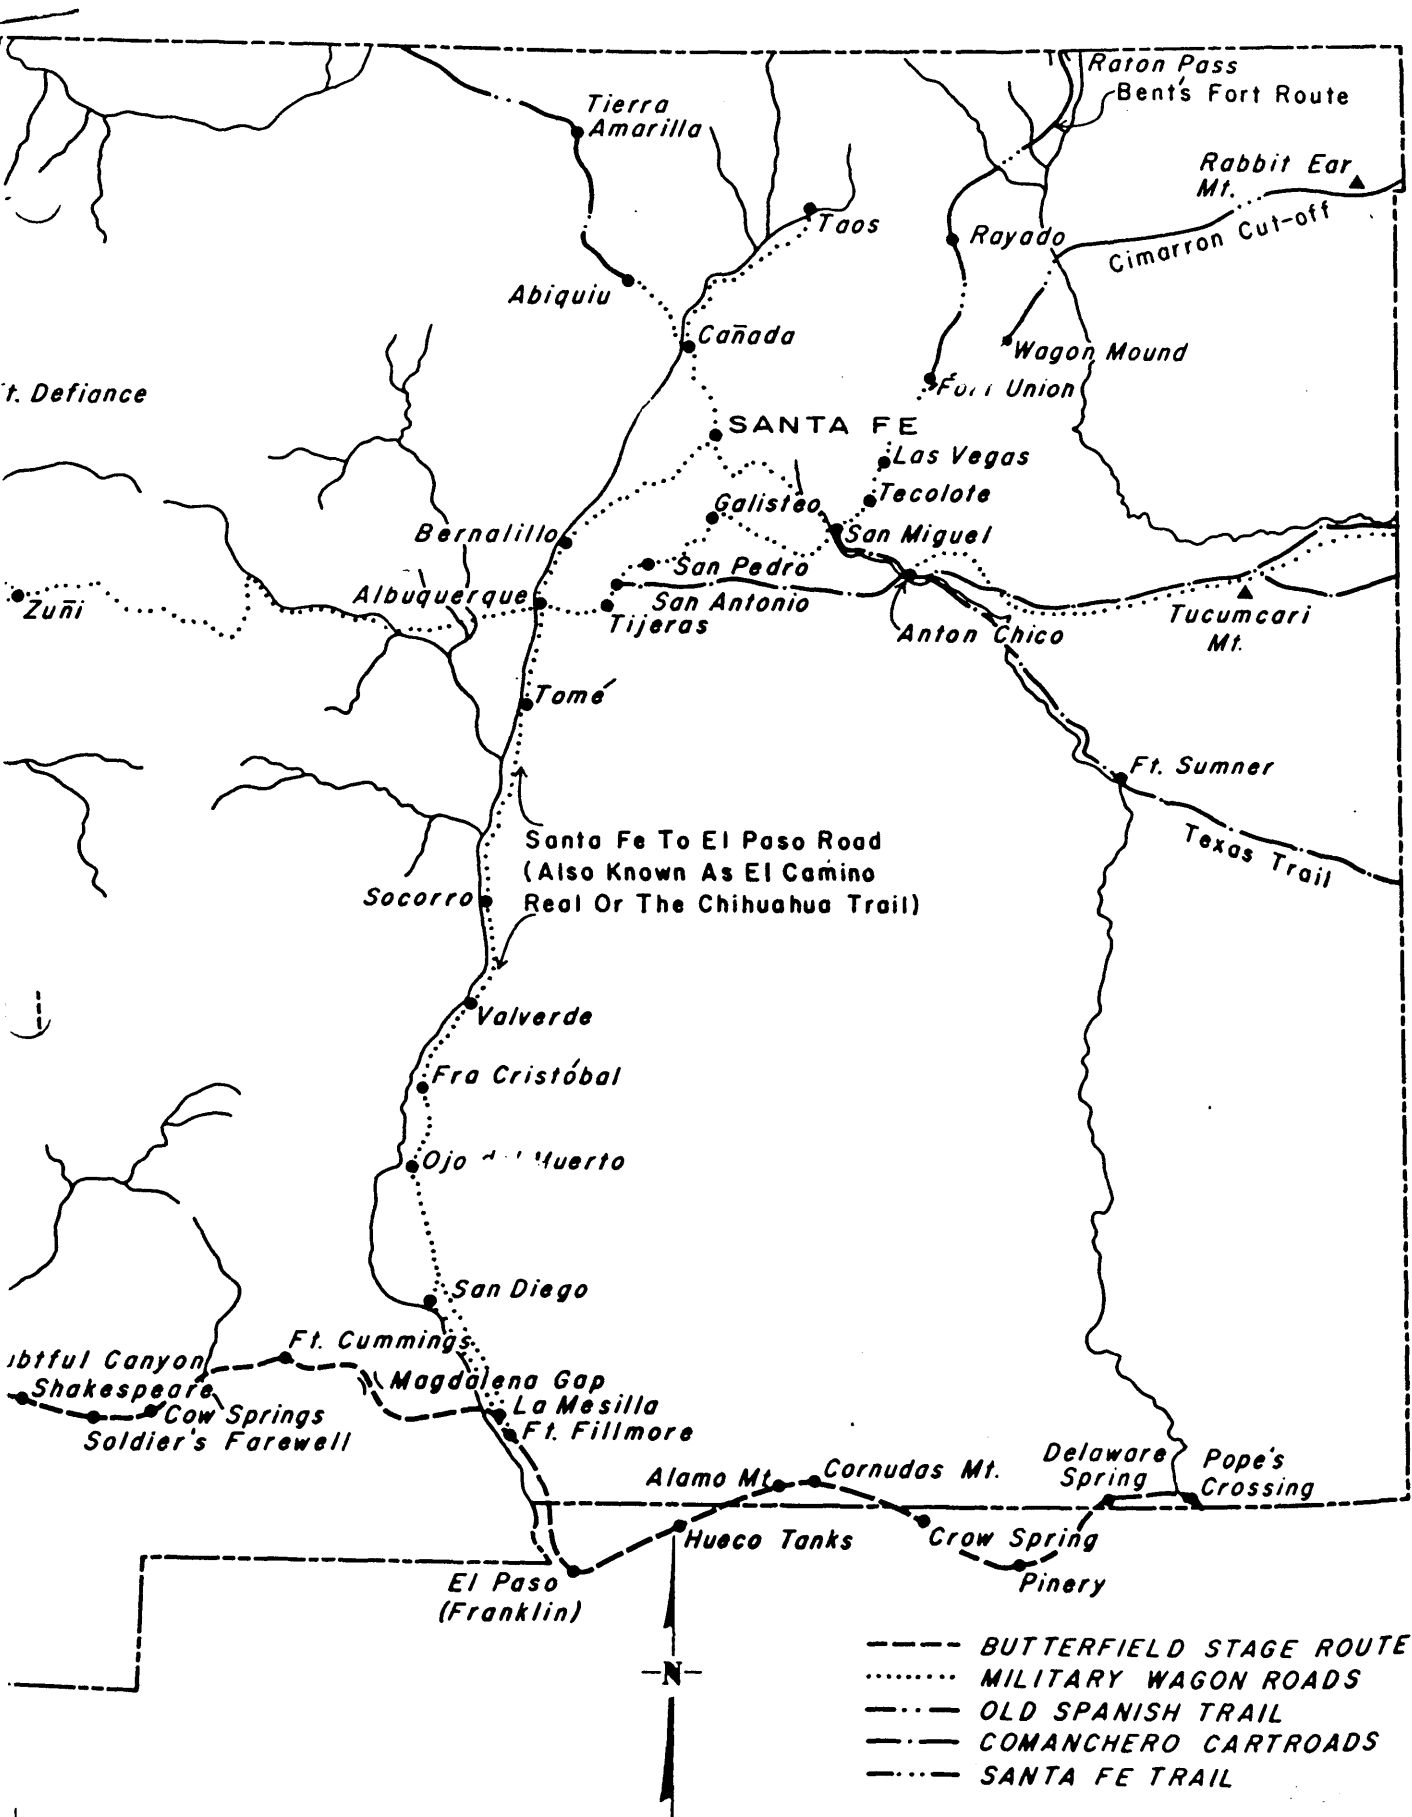 Raton Pass
Bent's Fort Route
Tierra
Amarilla
Rabbit Ear
Mt.
Taos
Rayado
Cimarron Cut-off
Abiquiu
Cañada
Wagon Mound
t. Defiance
Union
SANTA FE
Las Vegas
Tecolote
Galisteo
San Miguel
Bernalillo
San Pedro
Albuquerque
San Antonio
Zuñi
Tijeras
Anton Chico
Tucumcari
Mt.
Tomé
Ft. Sumner
Texas Trail
Santa Fe To El Paso Road
(Also Known As El Camino
Real Or The Chihuahua Trail)
Socorro
Valverde
Fra Cristóbal
Ojo
San Diego
Ft. Cummings
ubtful Canyon
Magdalena Gap
Shakespeare
La Mesilla
Cow Springs
Ft. Fillmore
Soldier's Farewell
Delaware
Spring
Pope's
Crossing
Alamo Mt.
Cornudas Mt.
Hueco Tanks
Crow Spring
Pinery
El Paso
(Franklin)
N
BUTTERFIELD STAGE ROUTE
MILITARY WAGON ROADS
OLD SPANISH TRAIL
COMANCHERO CARTROADS
SANTA FE TRAIL